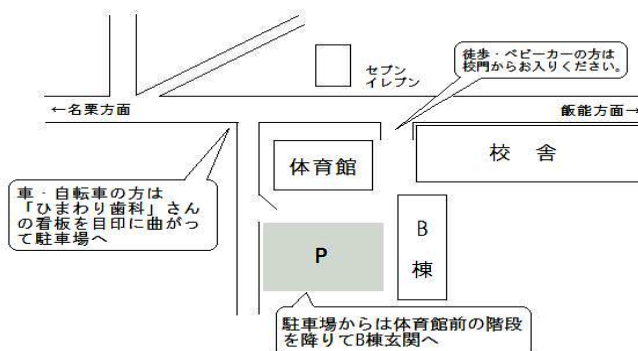 徒歩・ベビーカーの方は
校門からお入りください。
セブン
イレブン
←名栗方面
飯能方面→
体育館
校 舎
車・自転車の方は
「ひまわり歯科」さん
の看板を目印に曲がっ
て駐車場へ
P
B
棟
駐車場からは体育館前の階段
を降りてB棟玄関へ